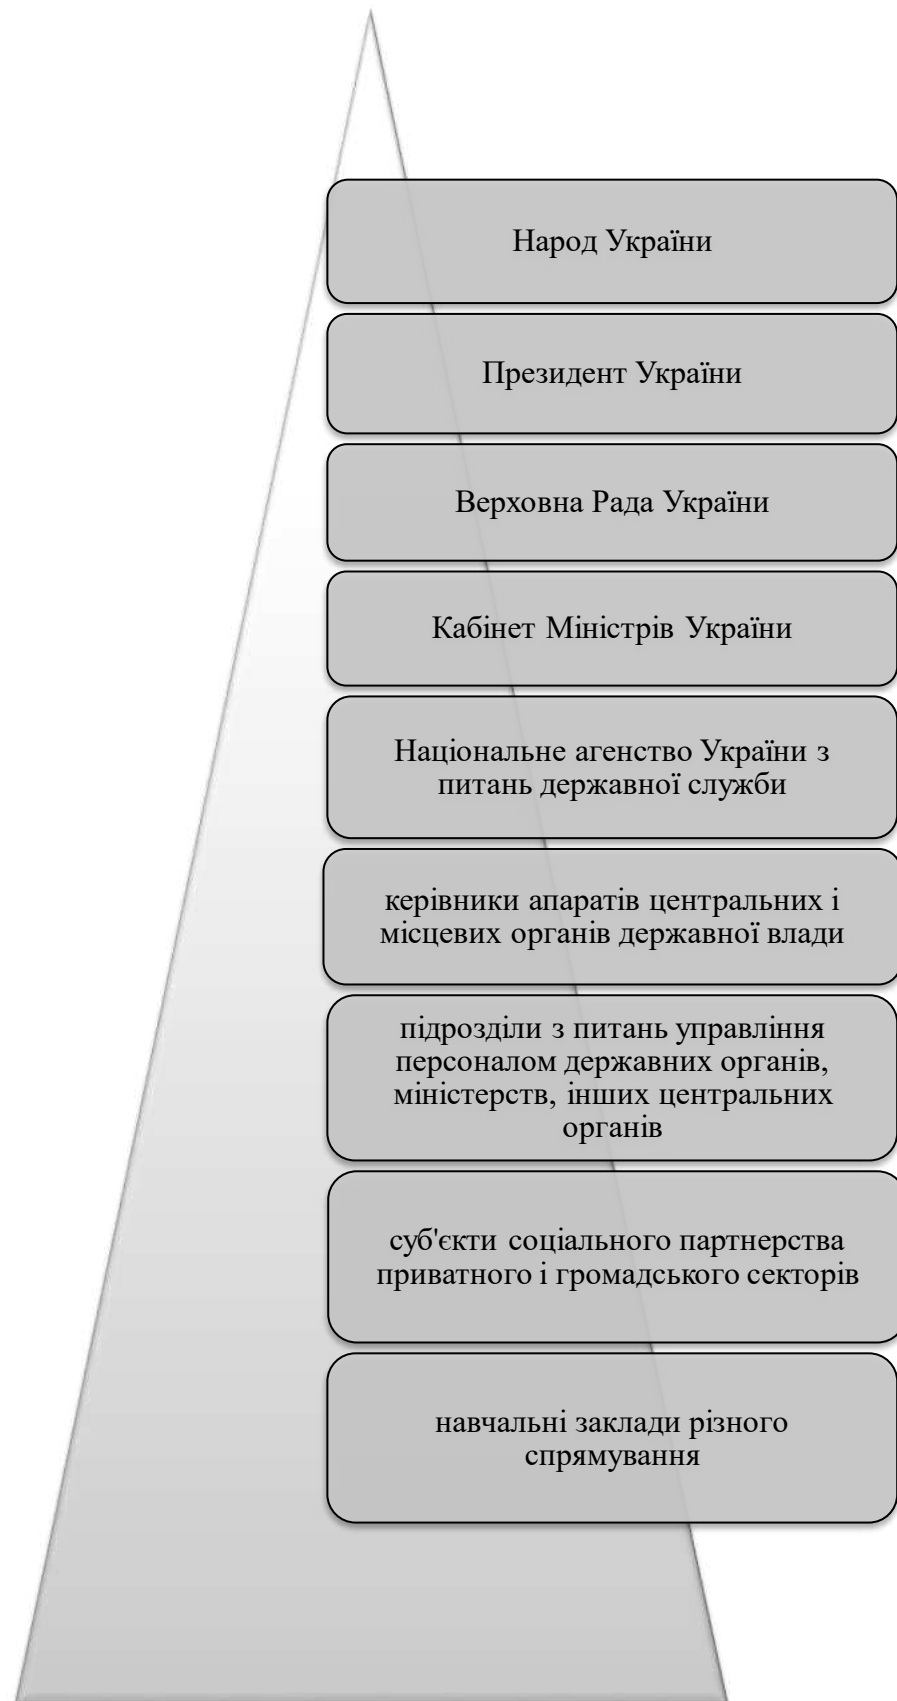 Народ України
Президент України
Верховна Рада України
Кабінет Міністрів України
Національне агенство України з
питань державної служби
керівники апаратів центральних і
місцевих органів державної влади
підрозділи з питань управління
персоналом державних органів,
міністерств, інших центральних
органів
суб'єкти соціального партнерства
приватного і громадського секторів
навчальні заклади різного
спрямування